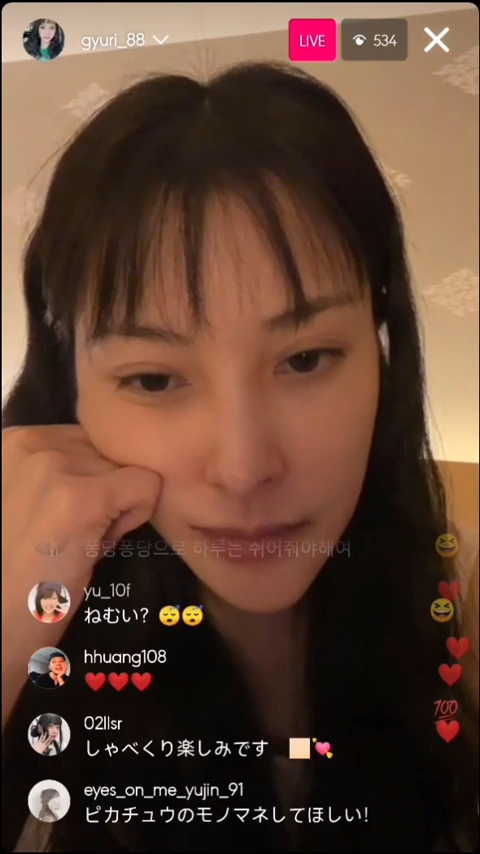 gyuri_88
LIVE
534
퐁당퐁당으로 하루는 쉬어줘야해여
yu_10f
ねむい? 😴😴
hhuang108
❤️❤️❤️
02llsr
しゃべくり楽しみです 🏻💘
eyes_on_me_yujin_91
ピカチュウのモノマネしてほしい!
💯